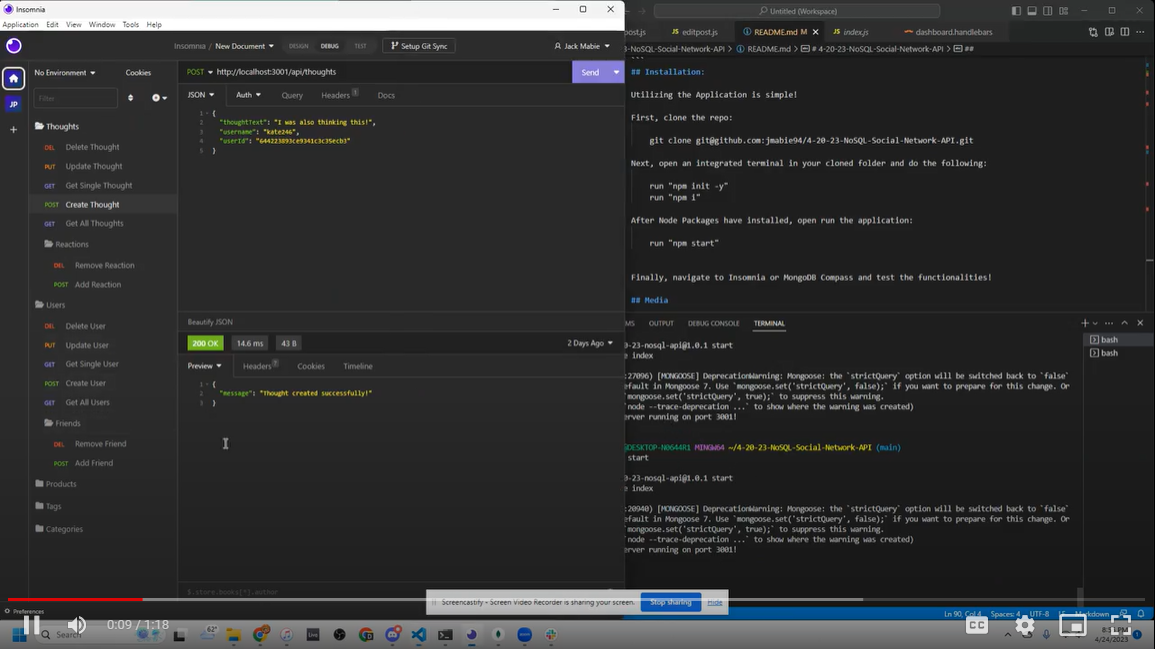 Insomnia
Application Edit View Window Tools Help
Insomnia / New Document DESIGN DEBUG TEST Setup Git Sync Jack Mabie
No Environment Cookies
POST http://localhost:3001/api/thoughts Send
JSON Auth Query Headers 1 Docs
Filter
JP
Thoughts
DEL Delete Thought
PUT Update Thought
GET Get Single Thought
POST Create Thought
GET Get All Thoughts
Reactions
DEL Remove Reaction
POST Add Reaction
Users
DEL Delete User
PUT Update User
GET Get Single User
POST Create User
GET Get All Users
Friends
DEL Remove Friend
POST Add Friend
Products
Tags
Categories
Preferences
1 {
2 "thoughtText": "I was also thinking this!",
3 "username": "kate246",
4 "userId": "644223893ce9341c3c35ecb3"
5 }
Beautify JSON
200 OK 14.6 ms 43 B 2 Days Ago
Preview Headers 7 Cookies Timeline
1 {
2 "message": "Thought created successfully!"
3 }
$.store.books[*].author
Untitled (Workspace)
ost.js editpost.js README.md M index.js dashboard.handlebars
-20-23-NoSQL-Social-Network-API > README.md > # 4-20-23-NoSQL-Social-Network-API > ##
## Installation:
Utilizing the Application is simple!
First, clone the repo:
git clone git@github.com:jmabie94/4-20-23-NoSQL-Social-Network-API.git
Next, open an integrated terminal in your cloned folder and do the following:
run "npm init -y"
run "npm i"
After Node Packages have installed, open run the application:
run "npm start"
Finally, navigate to Insomnia or MongoDB Compass and test the functionalities!
## Media
MS OUTPUT DEBUG CONSOLE TERMINAL
bash
bash
0-23-nosql-api@1.0.1 start
e index
:27096) [MONGOOSE] DeprecationWarning: Mongoose: the `strictQuery` option will be switched back to `false`
efault in Mongoose 7. Use `mongoose.set('strictQuery', false);` if you want to prepare for this change. Or
ongoose.set('strictQuery', true);` to suppress this warning.
node --trace-deprecation ...` to show where the warning was created)
erver running on port 3001!
@DESKTOP-N0644R1 MINGW64 ~/4-20-23-NoSQL-Social-Network-API (main)
start
0-23-nosql-api@1.0.1 start
e index
:20940) [MONGOOSE] DeprecationWarning: Mongoose: the `strictQuery` option will be switched back to `false`
efault in Mongoose 7. Use `mongoose.set('strictQuery', false);` if you want to prepare for this change. Or
ongoose.set('strictQuery', true);` to suppress this warning.
node --trace-deprecation ...` to show where the warning was created)
erver running on port 3001!
Screencastify - Screen Video Recorder is sharing your screen. Stop sharing Hide
Ln 90, Col 4 Spaces: 4 UTF-8 Markdown
0:09 / 1:18
Search
62°
CC
4/24/2023